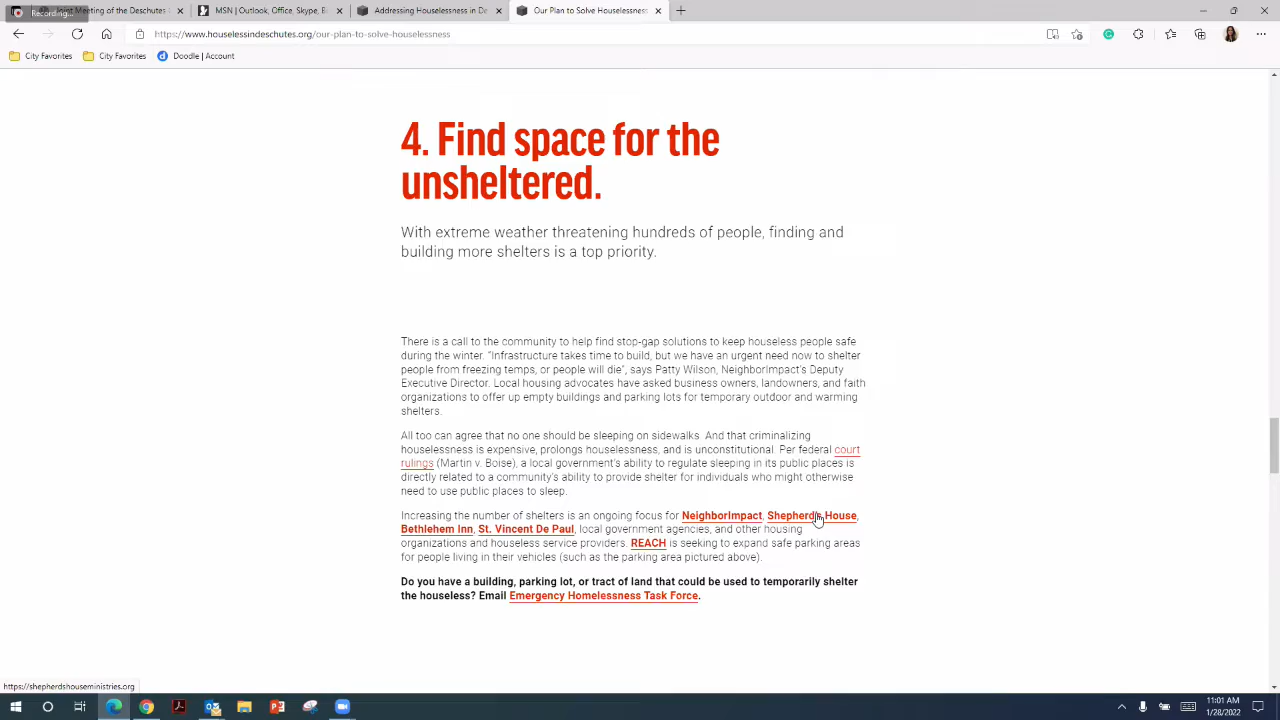 Recording...
Joint Meeting of the Deschutes
MSN | Outlook, Office, Skype, B
Addressing Houselessness in De
Our Plan to Solve Houselessness
https://www.houselessindeschutes.org/our-plan-to-solve-houselessness
City Favorites
City Favorites
Doodle | Account
4. Find space for the
unsheltered.
With extreme weather threatening hundreds of people, finding and
building more shelters is a top priority.
There is a call to the community to help find stop-gap solutions to keep houseless people safe
during the winter. "Infrastructure takes time to build, but we have an urgent need now to shelter
people from freezing temps, or people will die", says Patty Wilson, NeighborImpact's Deputy
Executive Director. Local housing advocates have asked business owners, landowners, and faith
organizations to offer up empty buildings and parking lots for temporary outdoor and warming
shelters.
All too can agree that no one should be sleeping on sidewalks. And that criminalizing
houselessness is expensive, prolongs houselessness, and is unconstitutional. Per federal court
rulings (Martin v. Boise), a local government's ability to regulate sleeping in its public places is
directly related to a community's ability to provide shelter for individuals who might otherwise
need to use public places to sleep.
Increasing the number of shelters is an ongoing focus for NeighborImpact, Shepherd's House,
Bethlehem Inn, St. Vincent De Paul, local government agencies, and other housing
organizations and houseless service providers. REACH is seeking to expand safe parking areas
for people living in their vehicles (such as the parking area pictured above).
Do you have a building, parking lot, or tract of land that could be used to temporarily shelter
the houseless? Email Emergency Homelessness Task Force.
https://shepherdshouseministries.org
11:01 AM
1/28/2022